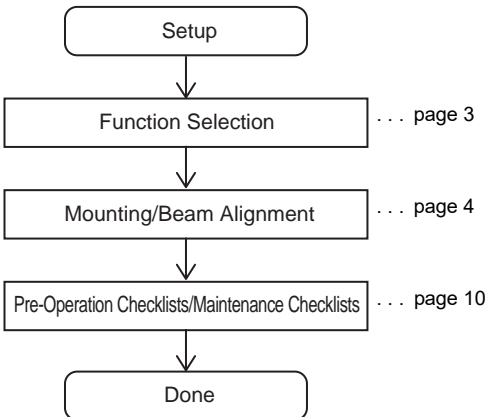 Setup
Function Selection . . . page 3
Mounting/Beam Alignment . . . page 4
Pre-Operation Checklists/Maintenance Checklists . . . page 10
Done